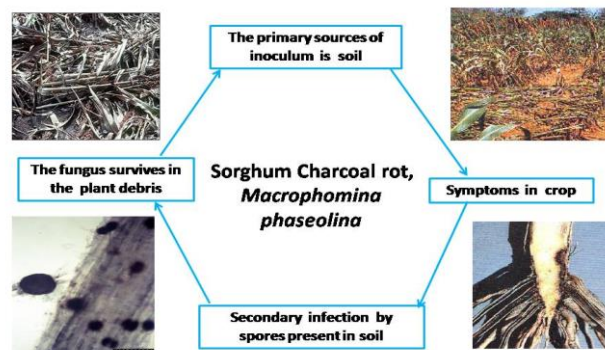 The primary sources of
inoculum is soil
The fungus survives in
the plant debris
Sorghum Charcoal rot,
Macrophomina
phaseolina
Symptoms in crop
Secondary infection by
spores present in soil